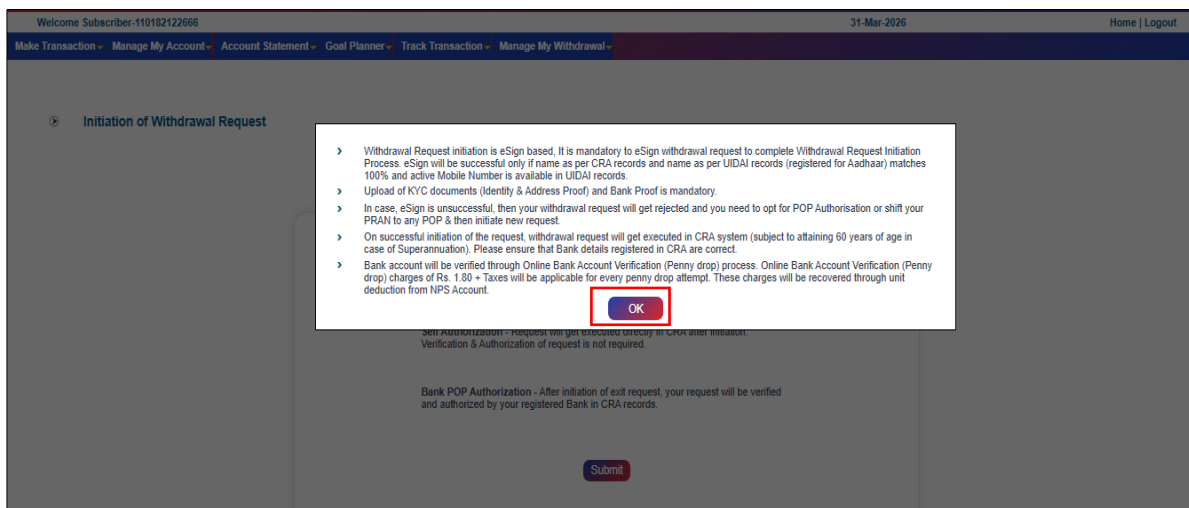 Welcome Subscriber-110182122666 31-Mar-2026 Home | Logout
Make Transaction Manage My Account Account Statement Goal Planner Track Transaction Manage My Withdrawal
Initiation of Withdrawal Request
Withdrawal Request initiation is eSign based, It is mandatory to eSign withdrawal request to complete Withdrawal Request Initiation
Process. eSign will be successful only if name as per CRA records and name as per UIDAI records (registered for Aadhaar) matches
100% and active Mobile Number is available in UIDAI records.
Upload of KYC documents (Identity & Address Proof) and Bank Proof is mandatory.
In case, eSign is unsuccessful, then your withdrawal request will get rejected and you need to opt for POP Authorisation or shift your
PRAN to any POP & then initiate new request.
On successful initiation of the request, withdrawal request will get executed in CRA system (subject to attaining 60 years of age in
case of Superannuation). Please ensure that Bank details registered in CRA are correct.
Bank account will be verified through Online Bank Account Verification (Penny drop) process. Online Bank Account Verification (Penny
drop) charges of Rs. 1.80 + Taxes will be applicable for every penny drop attempt. These charges will be recovered through unit
deduction from NPS Account.
OK
Self Authorization - Request will get executed directly in CRA after initiation.
Verification & Authorization of request is not required.
Bank POP Authorization - After initiation of exit request, your request will be verified
and authorized by your registered Bank in CRA records.
Submit